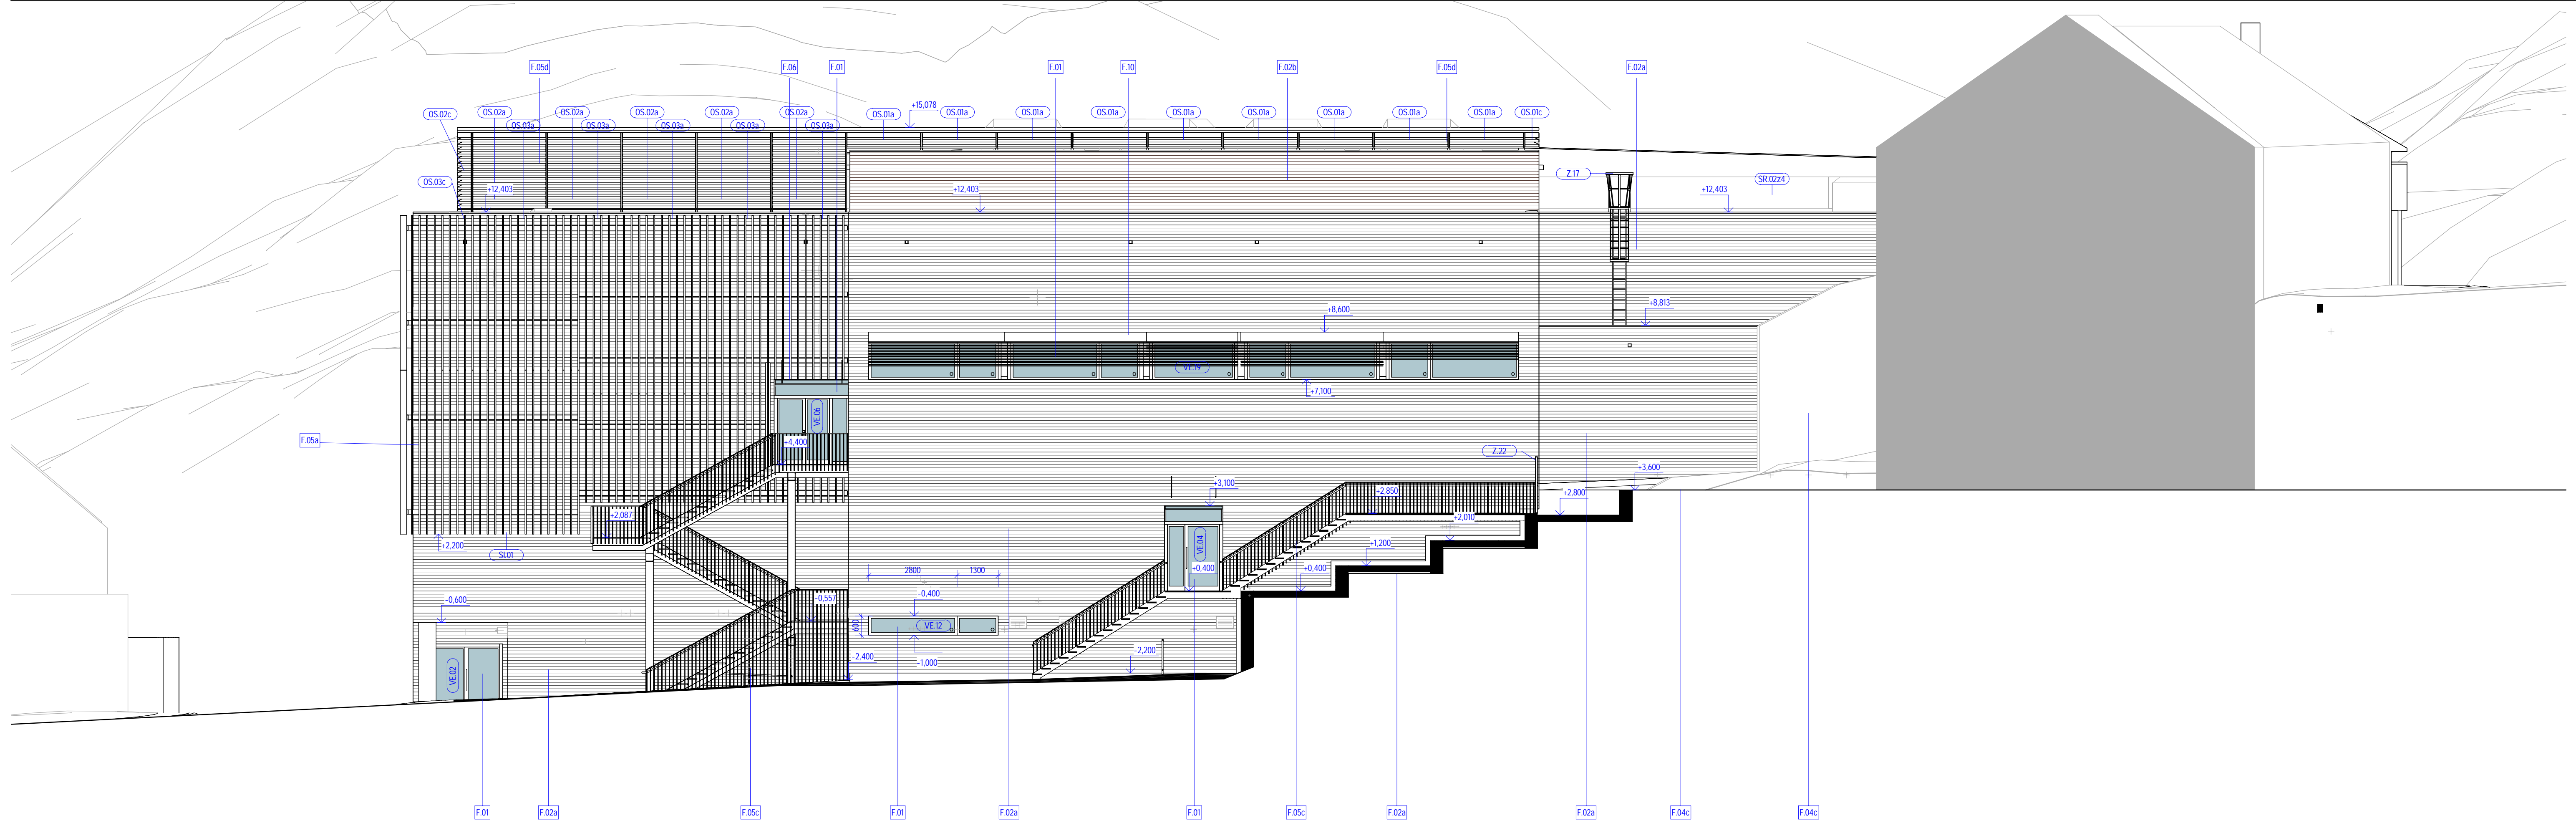 F.05d F.06 F.01 F.01 F.10 F.02b F.05d F.02a
+15,078
OS.02c OS.02a OS.02a OS.02a OS.02a OS.02a OS.01a OS.01a OS.01a OS.01a OS.01a OS.01a OS.01a OS.01a OS.01a OS.01c
OS.03a OS.03a OS.03a OS.03a OS.03a
Z.17 SR.02z4
OS.03c +12,403 +12,403 +12,403
+8,813
+8,600
VE.19
+7,100
VE.06
F.05a +4,400
Z.22
+3,600
+3,100 +2,850 +2,800
+2,087 +2,010
+2,200 +1,200
SI.01
VE.04
2800 1300 +0,400 +0,400
-0,600 -0,557 -0,400
600 VE.12
-2,400 -1,000 -2,200
VE.02
F.01 F.02a F.05c F.01 F.02a F.01 F.05c F.02a F.02a F.04c F.04c